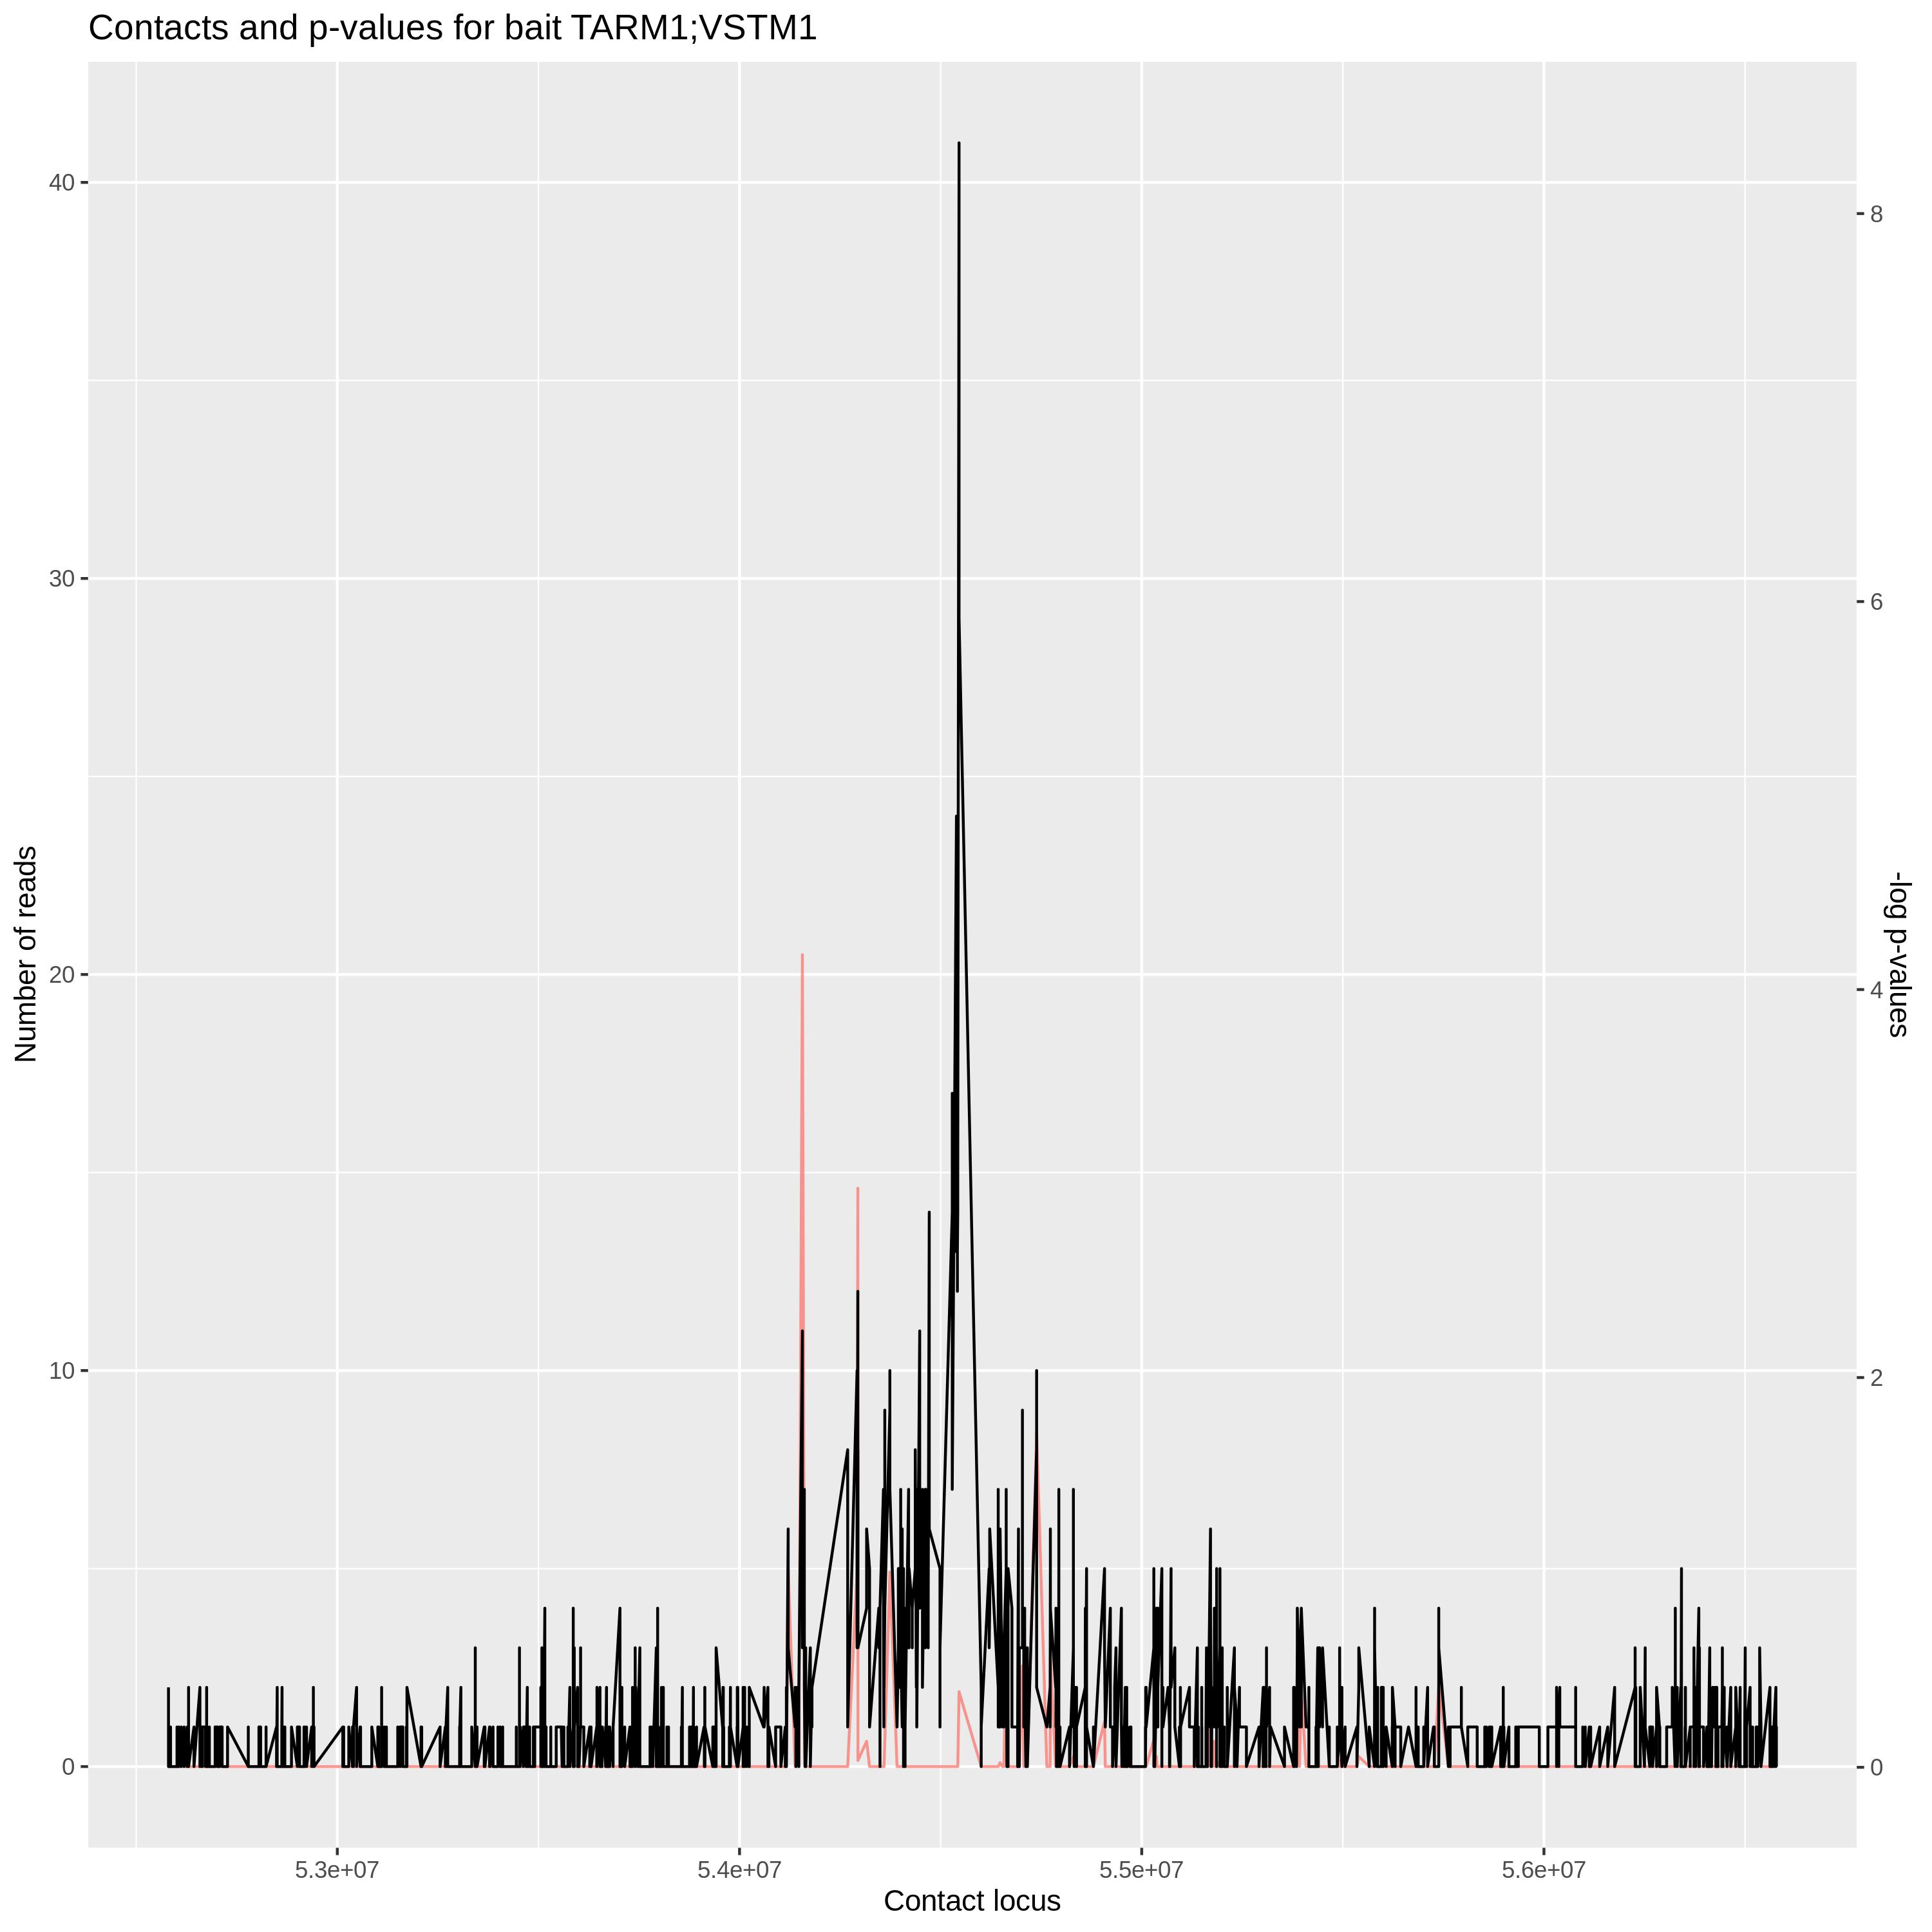 Contacts and p-values for bait TARM1;VSTM1
40
30
20
10
0
Number of reads
8
6
4
2
0
-log p-values
5.3e+07
5.4e+07
5.5e+07
5.6e+07
Contact locus